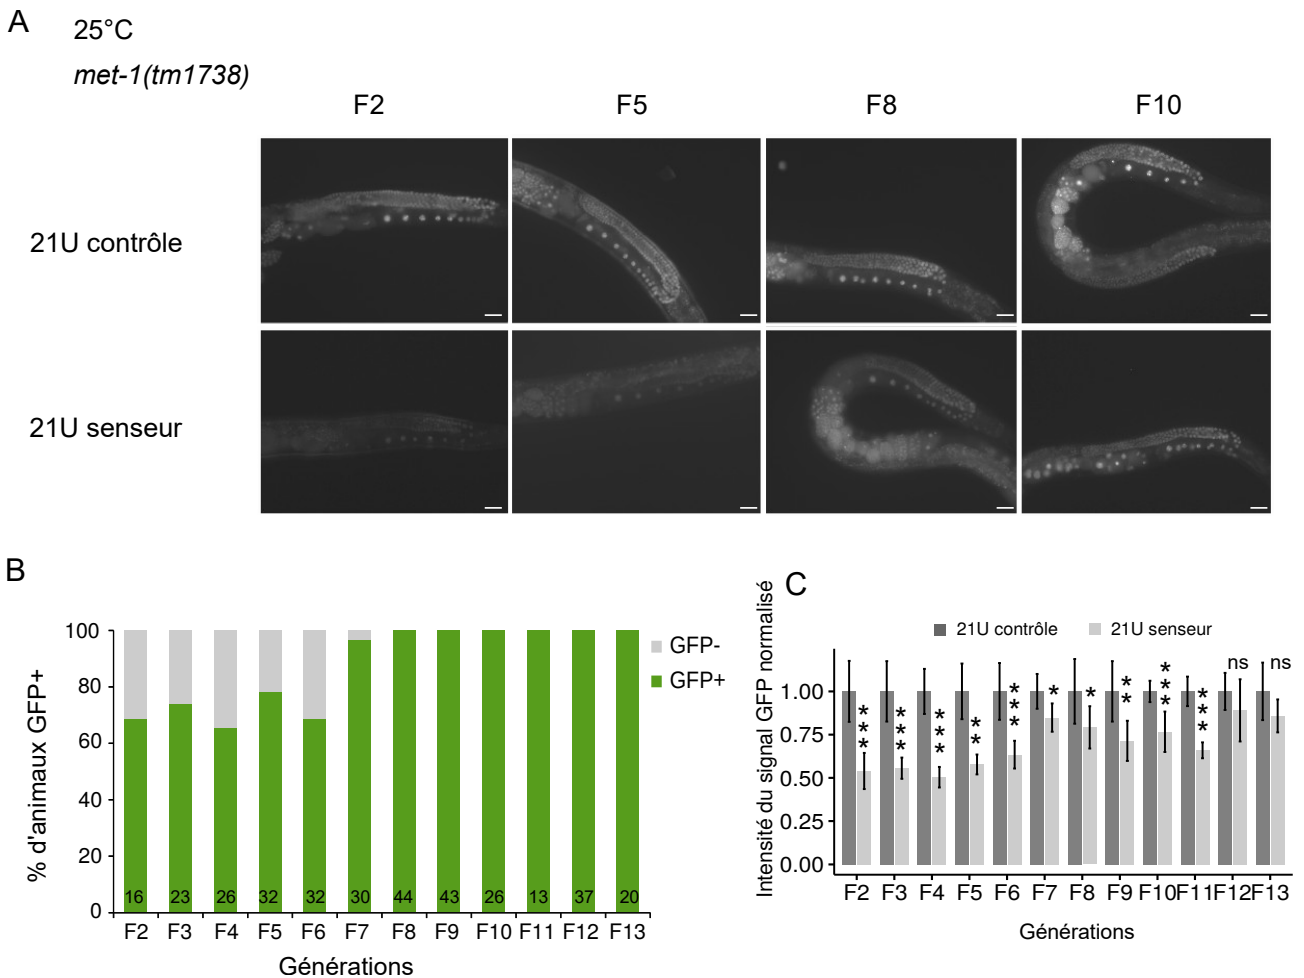 A
25°C
met-1(tm1738)
F2 F5 F8 F10
21U contrôle
21U senseur
B
% d'animaux GFP+
100
80
60
40
20
0
16 23 26 32 32 30 44 43 26 13 37 20
F2 F3 F4 F5 F6 F7 F8 F9 F10 F11 F12 F13
Générations
GFP-
GFP+
C
Intensité du signal GFP normalisé
21U contrôle 21U senseur
1.00
0.75
0.50
0.25
0.00
*** *** *** ** *** * * ** *** *** ns ns
F2 F3 F4 F5 F6 F7 F8 F9 F10 F11 F12 F13
Générations